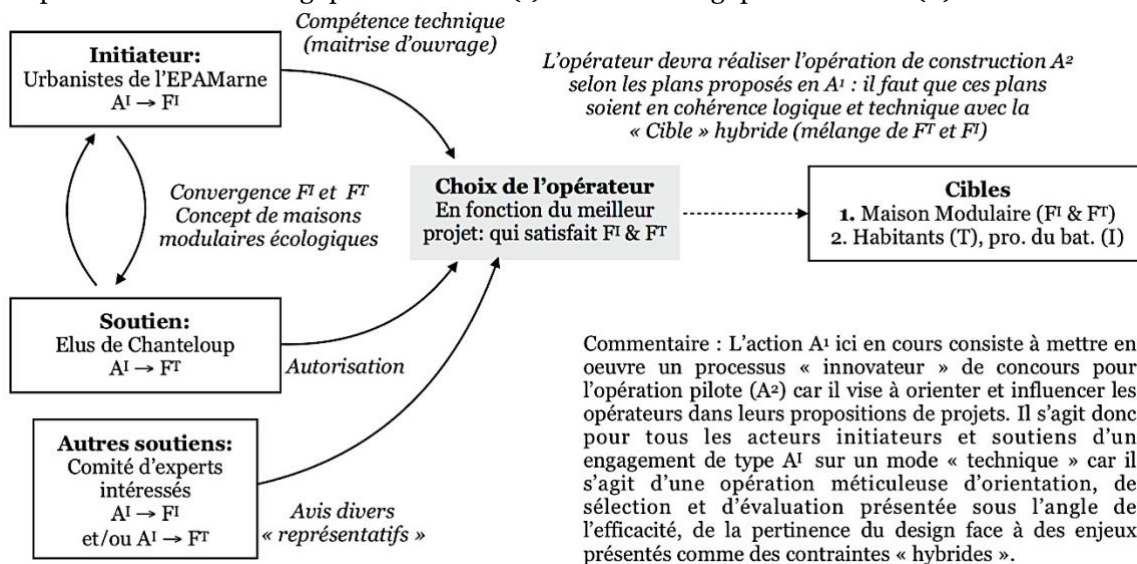 Compétence technique
(maitrise d'ouvrage)
Initiateur:
Urbanistes de l'EPAMarne
Aᴵ → Fᴵ
L'opérateur devra réaliser l'opération de construction A²
selon les plans proposés en A¹ : il faut que ces plans
soient en cohérence logique et technique avec la
« Cible » hybride (mélange de Fᵀ et Fᴵ)
Convergence Fᴵ et Fᵀ
Concept de maisons
modulaires écologiques
Choix de l'opérateur
En fonction du meilleur
projet: qui satisfait Fᴵ & Fᵀ
Cibles
1. Maison Modulaire (Fᴵ & Fᵀ)
2. Habitants (T), pro. du bat. (I)
Soutien:
Elus de Chanteloup
Aᴵ → Fᵀ
Autorisation
Autres soutiens:
Comité d'experts
intéressés
Aᴵ → Fᴵ
et/ou Aᴵ → Fᵀ
Avis divers
« représentatifs »
Commentaire : L'action A¹ ici en cours consiste à mettre en
oeuvre un processus « innovateur » de concours pour
l'opération pilote (A²) car il vise à orienter et influencer les
opérateurs dans leurs propositions de projets. Il s'agit donc
pour tous les acteurs initiateurs et soutiens d'un
engagement de type Aᴵ sur un mode « technique » car il
s'agit d'une opération méticuleuse d'orientation, de
sélection et d'évaluation présentée sous l'angle de
l'efficacité, de la pertinence du design face à des enjeux
présentés comme des contraintes « hybrides ».